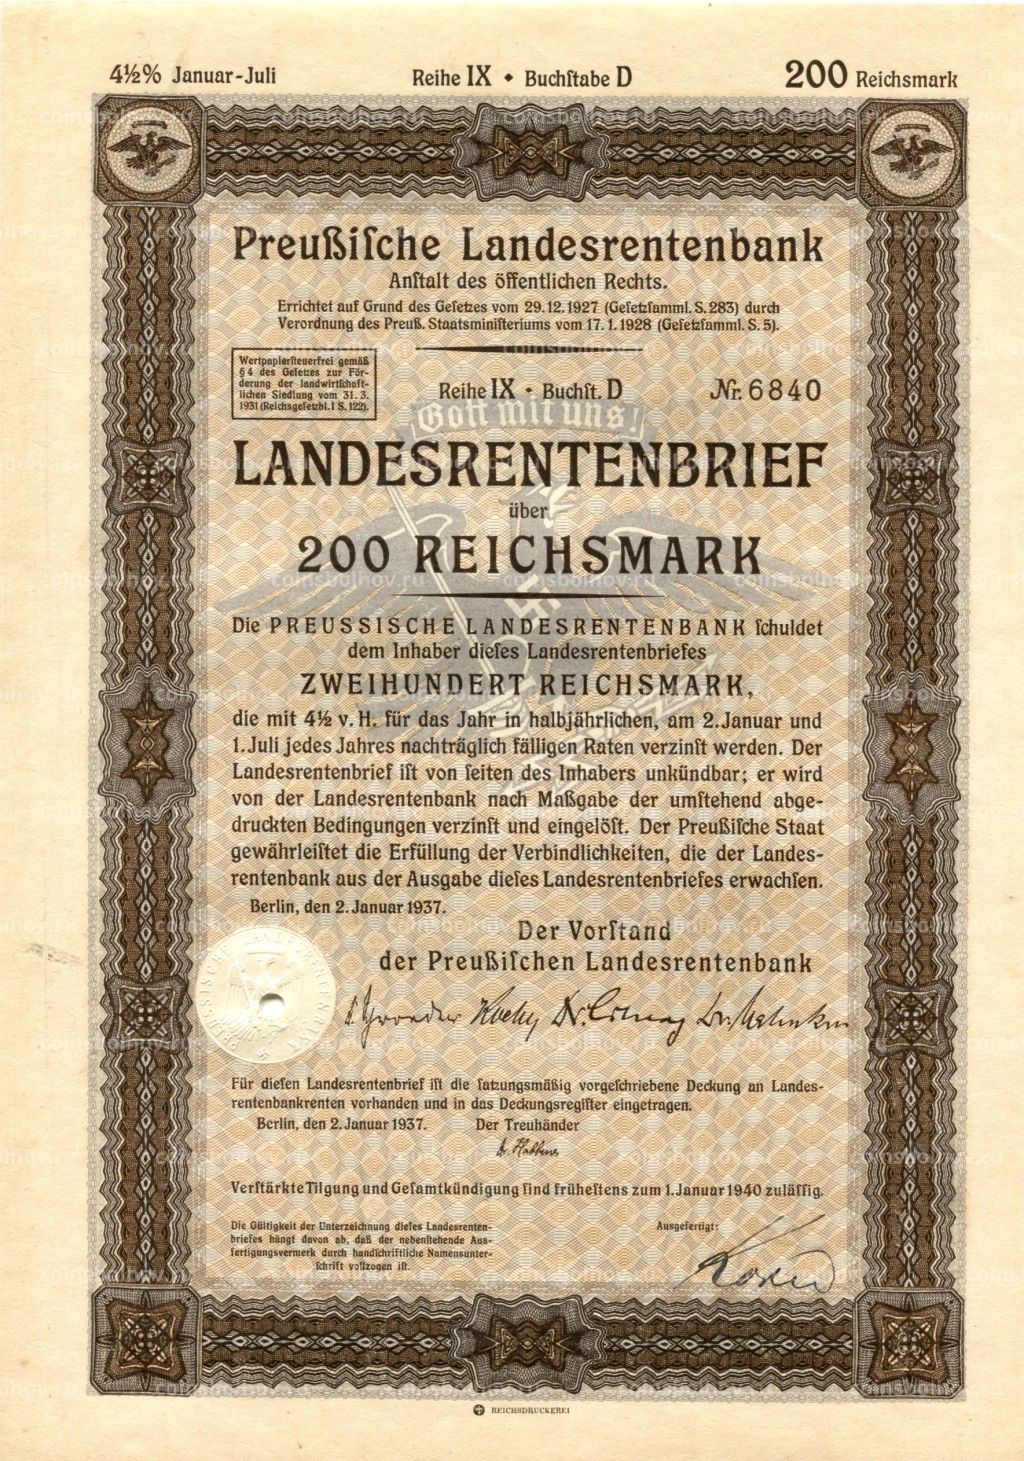 4½% Januar-Juli Reihe IX • Buchſtabe D 200 Reichsmark
Preußiſche Landesrentenbank
Anſtalt des öffentlichen Rechts.
Errichtet auf Grund des Geſetzes vom 29.12.1927 (Geſetzſamml. S. 283) durch
Verordnung des Preuß. Staatsminiſteriums vom 17.1.1928 (Geſetzſamml. S. 5).
Wertpapierſteuerfrei gemäß
§ 4 des Geſetzes zur För-
derung der landwirtſchaft-
lichen Siedlung vom 31. 3.
1931 (Reichsgeſetzbl. I S. 122).
Reihe IX • Buchſt. D Nr. 6840
Gott mit uns!
LANDESRENTENBRIEF
über
200 REICHSMARK
Die PREUSSISCHE LANDESRENTENBANK ſchuldet
dem Inhaber dieſes Landesrentenbriefes
ZWEIHUNDERT REICHSMARK,
die mit 4½ v. H. für das Jahr in halbjährlichen, am 2. Januar und
1. Juli jedes Jahres nachträglich fälligen Raten verzinſt werden. Der
Landesrentenbrief iſt von ſeiten des Inhabers unkündbar; er wird
von der Landesrentenbank nach Maßgabe der umſtehend abge-
druckten Bedingungen verzinſt und eingelöſt. Der Preußiſche Staat
gewährleiſtet die Erfüllung der Verbindlichkeiten, die der Landes-
rentenbank aus der Ausgabe dieſes Landesrentenbriefes erwachſen.
Berlin, den 2. Januar 1937.
Der Vorſtand
der Preußiſchen Landesrentenbank
Für dieſen Landesrentenbrief iſt die ſatzungsmäßig vorgeſchriebene Deckung an Landes-
rentenbankrenten vorhanden und in das Deckungsregiſter eingetragen.
Berlin, den 2. Januar 1937. Der Treuhänder
Verſtärkte Tilgung und Geſamtkündigung ſind früheſtens zum 1. Januar 1940 zuläſſig.
Die Gültigkeit der Unterzeichnung dieſes Landesrenten-
briefes hängt davon ab, daß der nebenſtehende Aus-
fertigungsvermerk durch handſchriftliche Namensunter-
ſchrift vollzogen iſt.
Ausgefertigt:
REICHSDRUCKEREI
coinsbolhov.ru